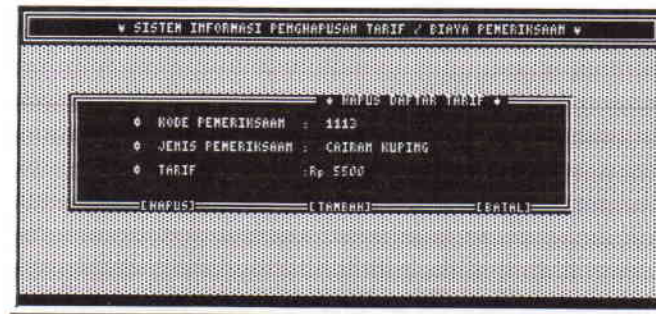 ♥ SISTEM INFORMASI PENGHAPUSAN TARIF / BIAYA PEMERIKSAAN ♥
♦ HAPUS DAFTAR TARIF ♦
♦ KODE PEMERIKSAAN : 1113
♦ JENIS PEMERIKSAAN : CAIRAN KUPING
♦ TARIF :Rp 5500
[HAPUS] [TAMBAH] [BATAL]